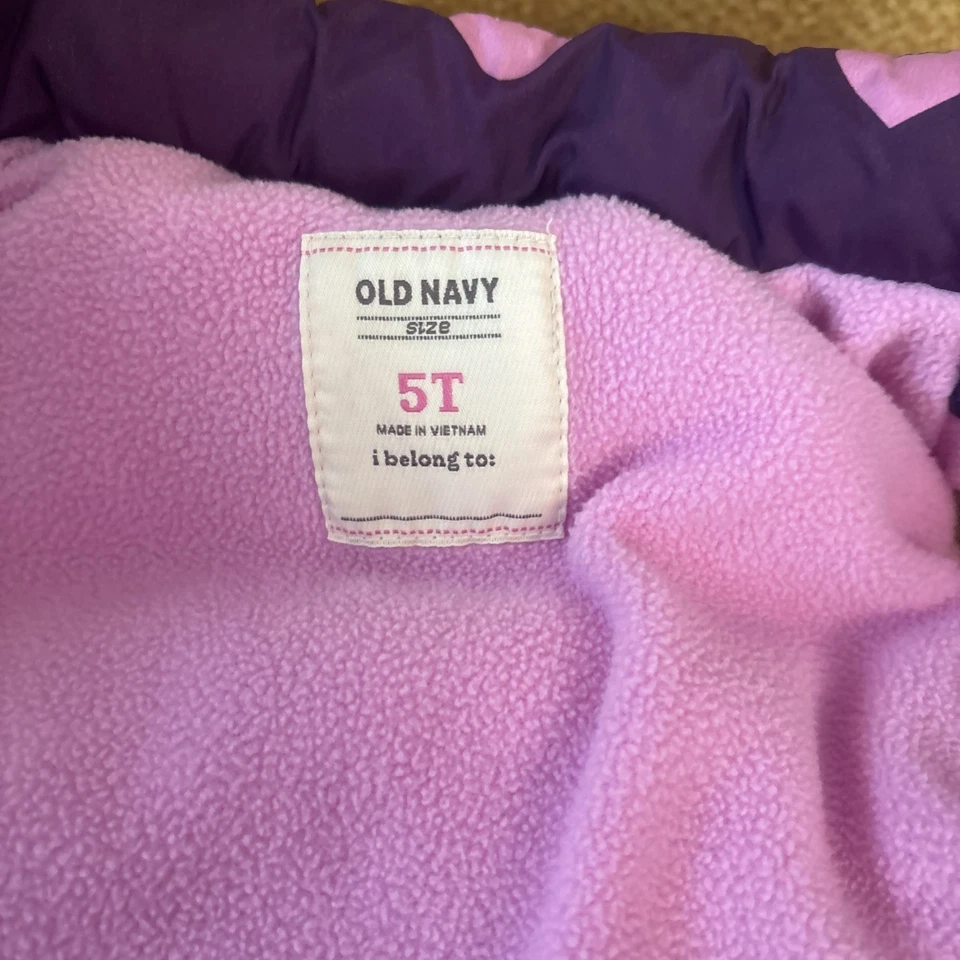 OLD NAVY
size
5T
MADE IN VIETNAM
i belong to: